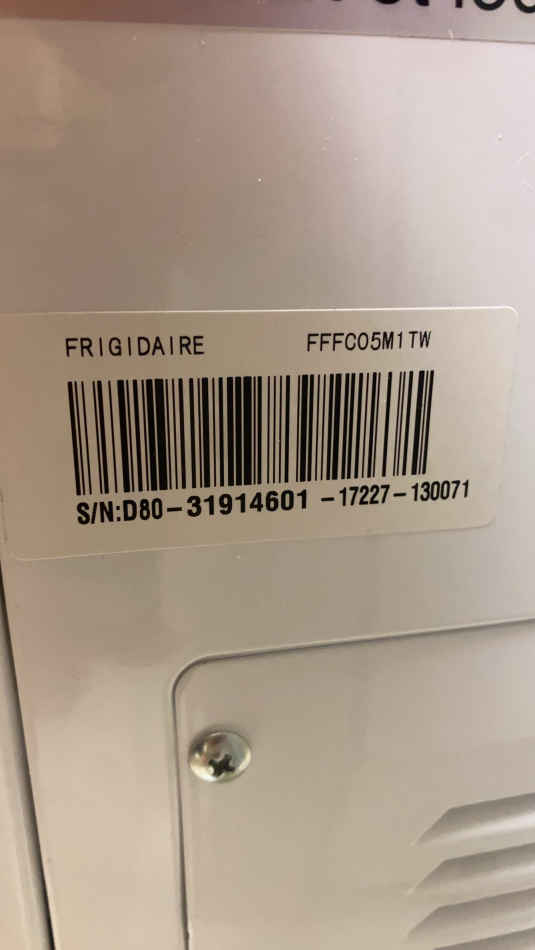 FRIGIDAIRE FFFC05M1TW
S/N:D80-31914601-17227-130071